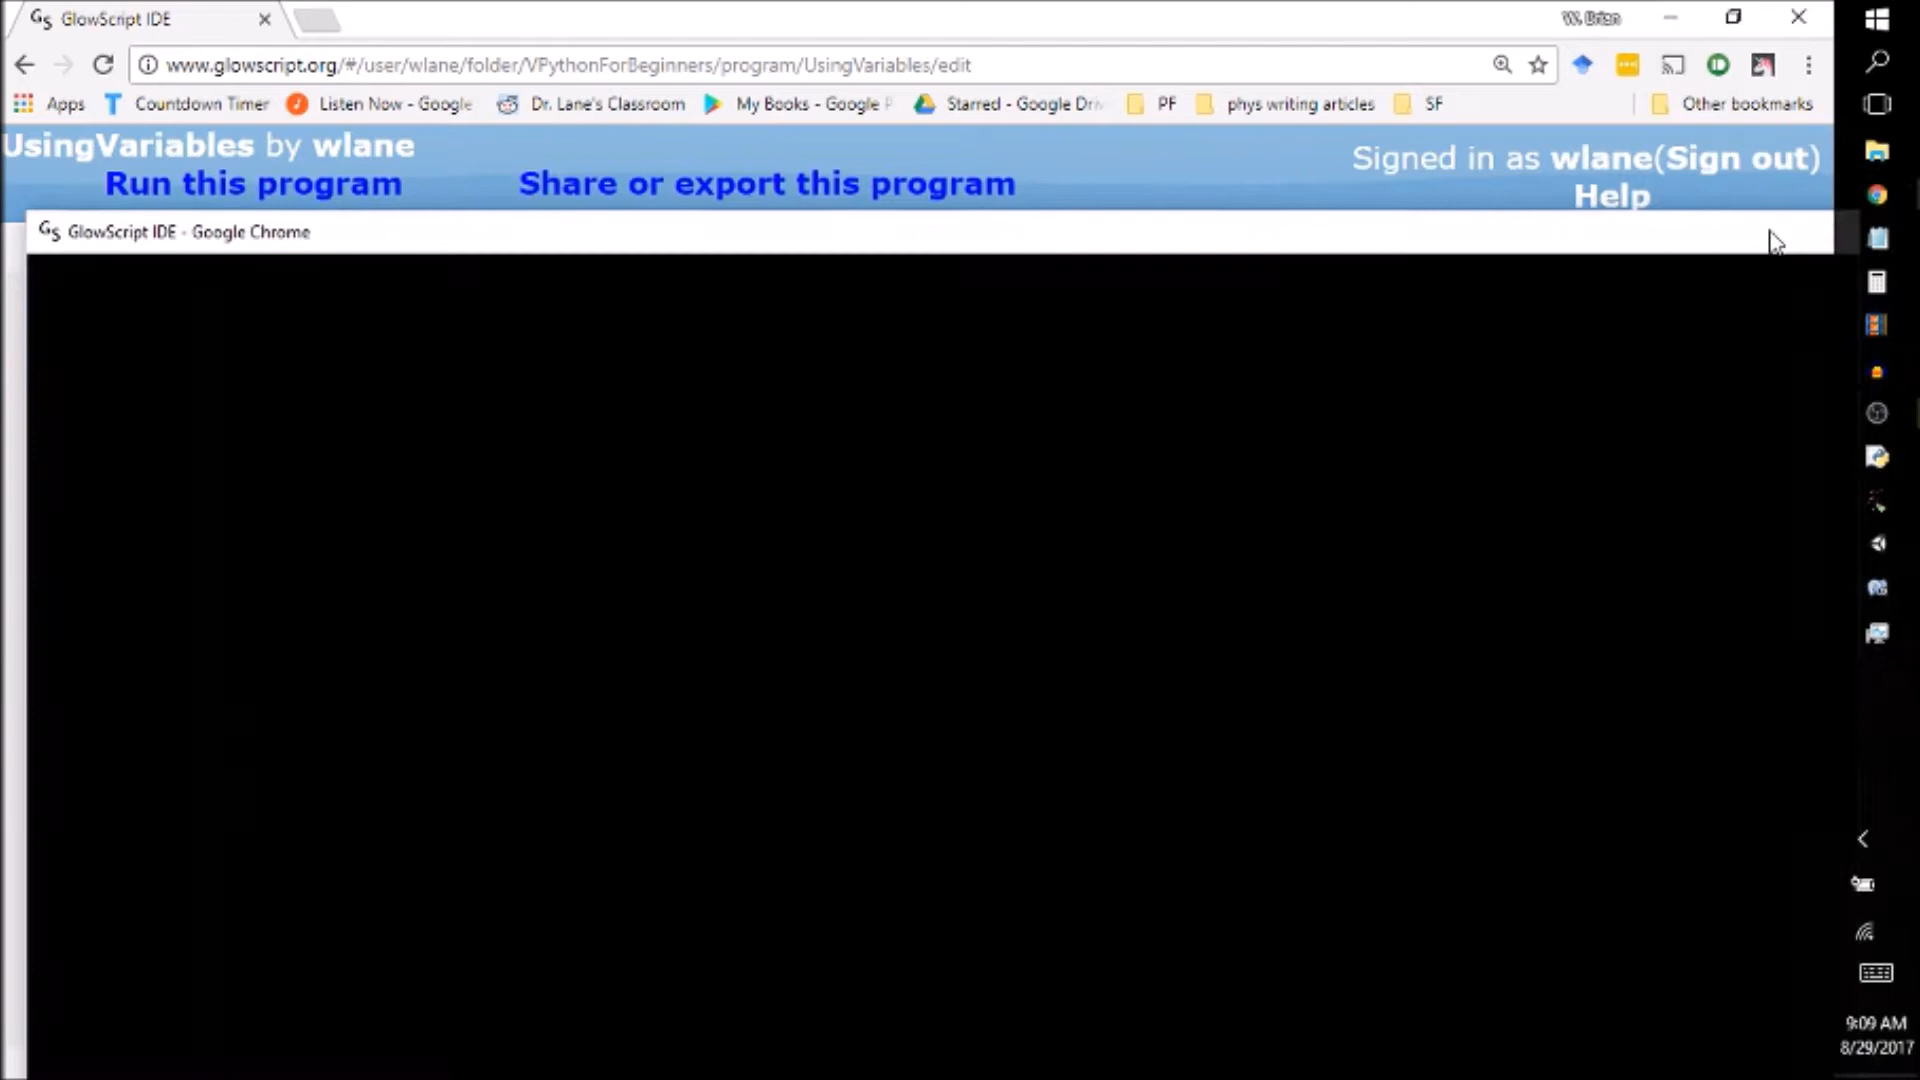 GlowScript IDE
W. Brian
www.glowscript.org/#/user/wlane/folder/VPythonForBeginners/program/UsingVariables/edit
Apps Countdown Timer Listen Now - Google Dr. Lane's Classroom My Books - Google P Starred - Google Driv PF phys writing articles SF Other bookmarks
UsingVariables by wlane
Signed in as wlane(Sign out)
Run this program Share or export this program
Help
GlowScript IDE - Google Chrome
9:09 AM
8/29/2017